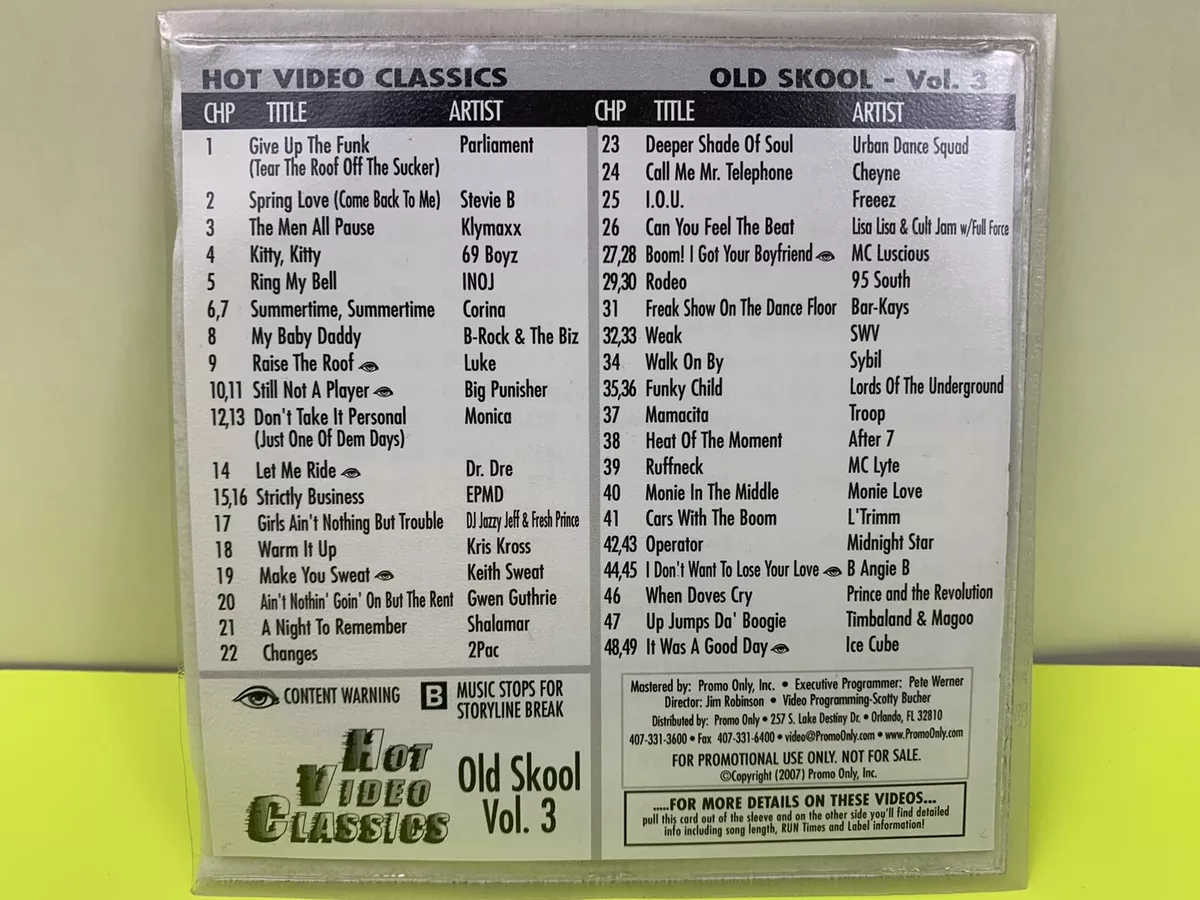 HOT VIDEO CLASSICS
OLD SKOOL - Vol. 3
CHP TITLE ARTIST
1 Give Up The Funk Parliament
(Tear The Roof Off The Sucker)
2 Spring Love (Come Back To Me) Stevie B
3 The Men All Pause Klymaxx
4 Kitty, Kitty 69 Boyz
5 Ring My Bell INOJ
6,7 Summertime, Summertime Corina
8 My Baby Daddy B-Rock & The Biz
9 Raise The Roof Luke
10,11 Still Not A Player Big Punisher
12,13 Don't Take It Personal Monica
(Just One Of Dem Days)
14 Let Me Ride Dr. Dre
15,16 Strictly Business EPMD
17 Girls Ain't Nothing But Trouble DJ Jazzy Jeff & Fresh Prince
18 Warm It Up Kris Kross
19 Make You Sweat Keith Sweat
20 Ain't Nothin' Goin' On But The Rent Gwen Guthrie
21 A Night To Remember Shalamar
22 Changes 2Pac
CONTENT WARNING
B MUSIC STOPS FOR
STORYLINE BREAK
HOT
VIDEO
CLASSICS
Old Skool
Vol. 3
CHP TITLE ARTIST
23 Deeper Shade Of Soul Urban Dance Squad
24 Call Me Mr. Telephone Cheyne
25 I.O.U. Freeez
26 Can You Feel The Beat Lisa Lisa & Cult Jam w/Full Force
27,28 Boom! I Got Your Boyfriend MC Luscious
29,30 Rodeo 95 South
31 Freak Show On The Dance Floor Bar-Kays
32,33 Weak SWV
34 Walk On By Sybil
35,36 Funky Child Lords Of The Underground
37 Mamacita Troop
38 Heat Of The Moment After 7
39 Ruffneck MC Lyte
40 Monie In The Middle Monie Love
41 Cars With The Boom L'Trimm
42,43 Operator Midnight Star
44,45 I Don't Want To Lose Your Love B Angie B
46 When Doves Cry Prince and the Revolution
47 Up Jumps Da' Boogie Timbaland & Magoo
48,49 It Was A Good Day Ice Cube
Mastered by: Promo Only, Inc. • Executive Programmer: Pete Werner
Director: Jim Robinson • Video Programming-Scotty Bucher
Distributed by: Promo Only • 257 S. Lake Destiny Dr. • Orlando, FL 32810
407-331-3600 • Fax 407-331-6400 • video@PromoOnly.com • www.PromoOnly.com
FOR PROMOTIONAL USE ONLY. NOT FOR SALE.
©Copyright (2007) Promo Only, Inc.
.....FOR MORE DETAILS ON THESE VIDEOS...
pull this card out of the sleeve and on the other side you'll find detailed
info including song length, RUN Times and Label information!